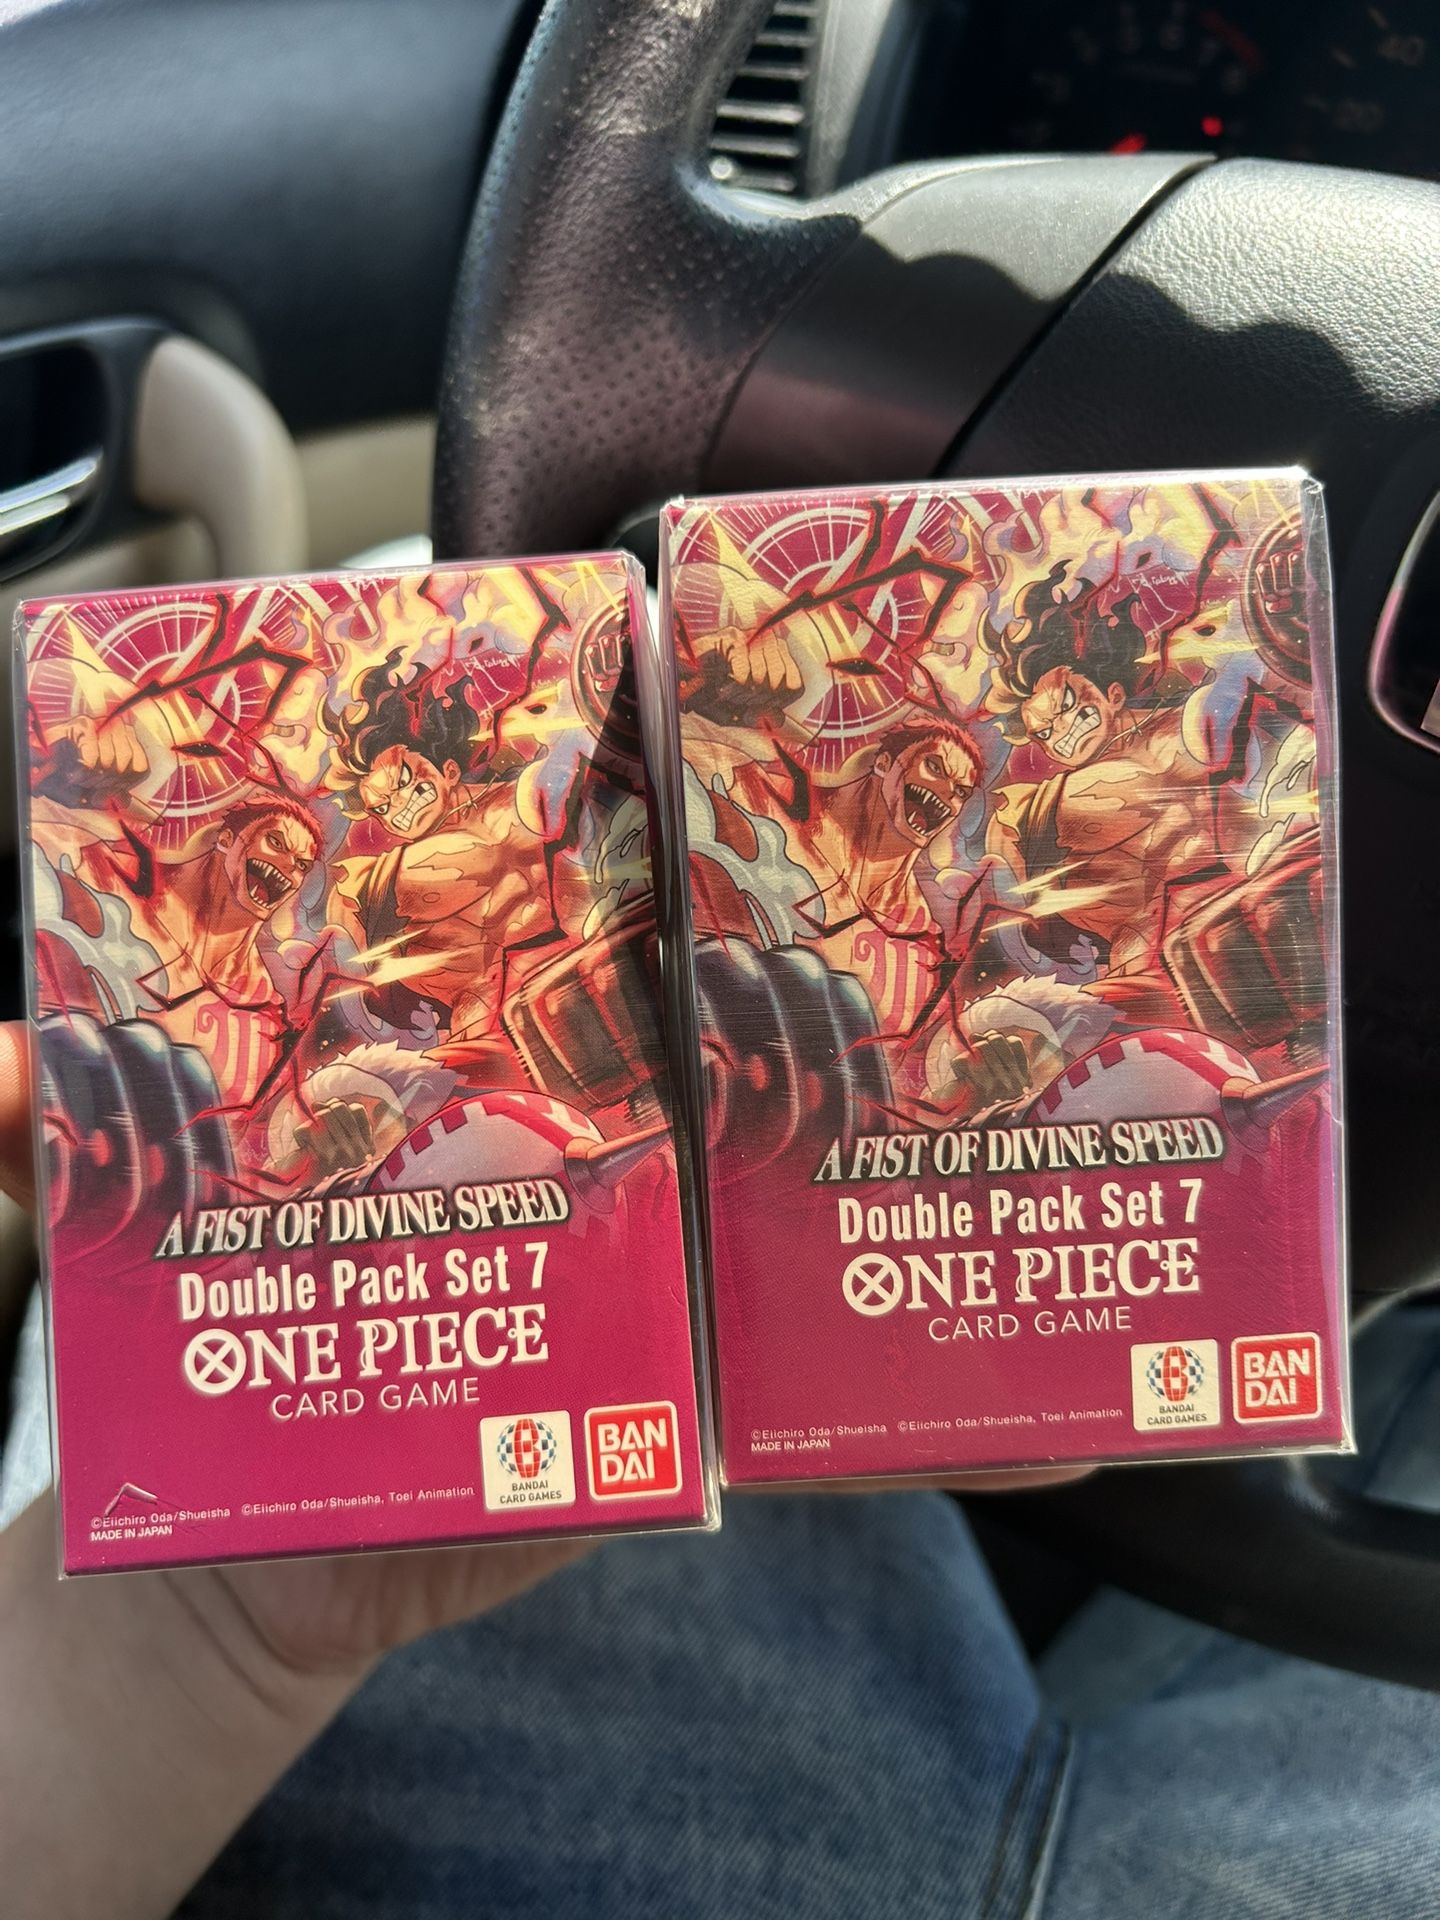 A FIST OF DIVINE SPEED
Double Pack Set 7
ONE PIECE
CARD GAME
BANDAI
CARD GAMES
BAN
DAI
©Eiichiro Oda/Shueisha ©Eiichiro Oda/Shueisha, Toei Animation
MADE IN JAPAN
A FIST OF DIVINE SPEED
Double Pack Set 7
ONE PIECE
CARD GAME
BANDAI
CARD GAMES
BAN
DAI
©Eiichiro Oda/Shueisha ©Eiichiro Oda/Shueisha, Toei Animation
MADE IN JAPAN
40
20